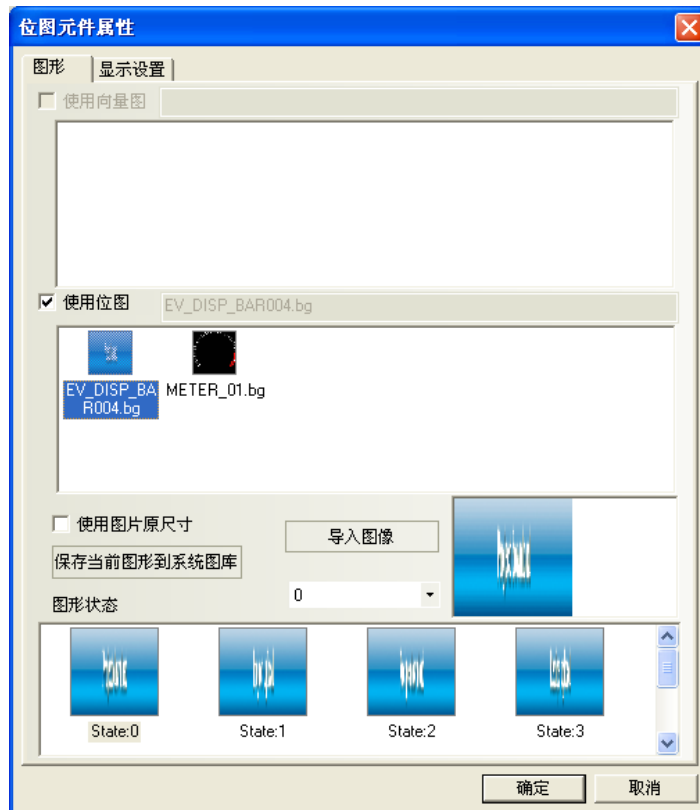 位图元件属性
图形
显示设置
使用向量图
使用位图
EV_DISP_BAR004.bg
EV_DISP_BA
R004.bg
METER_01.bg
使用图片原尺寸
导入图像
保存当前图形到系统图库
0
图形状态
State:0
State:1
State:2
State:3
确定
取消